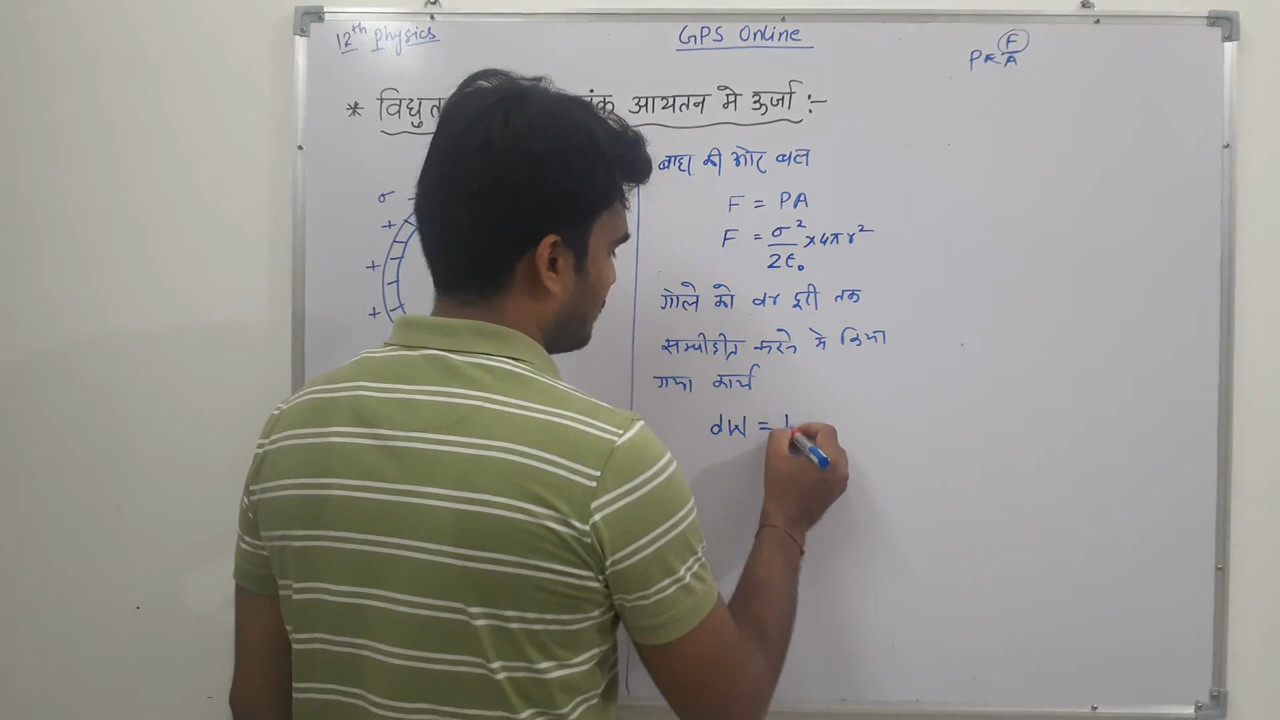 12th physics
GPS Online
P = F/A
* विद्युत आयतन मे ऊर्जा :-
बाह्य की ओर बल
F = PA
F = σ²/2ε₀ × 4πr²
गोले को dr दूरी तक
सम्पीडीत करने मे किया
गया कार्य
dW =
σ
+
+
+